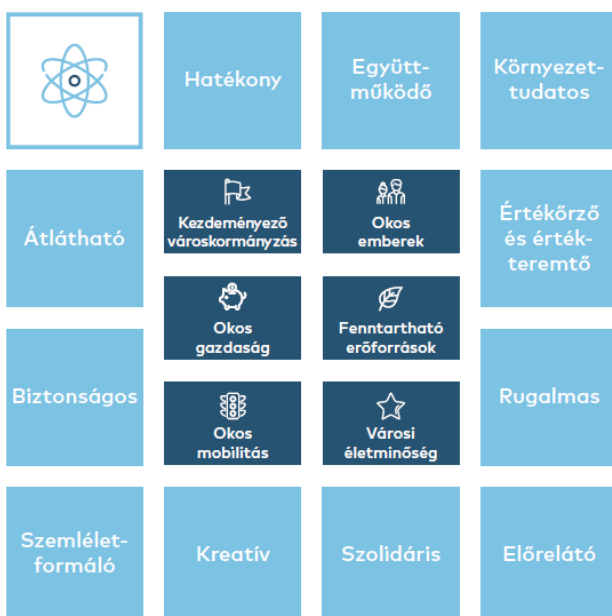 Hatékony
Együtt-
működő
Környezet-
tudatos
Átlátható
Kezdeményező
városkormányzás
Okos
emberek
Értékőrző
és érték-
teremtő
Okos
gazdaság
Fenntartható
erőforrások
Biztonságos
Okos
mobilitás
Városi
életminőség
Rugalmas
Szemlélet-
formáló
Kreatív
Szolidáris
Előrelátó